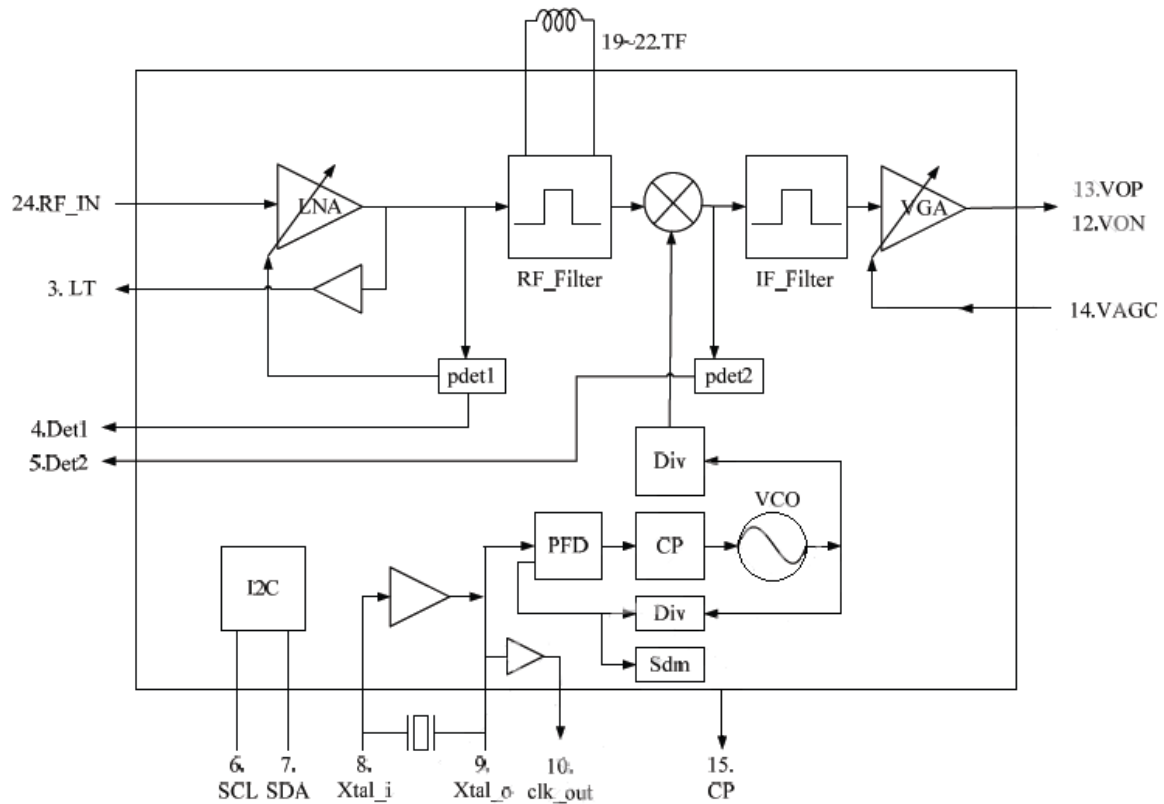 19~22.TF
24.RF_IN
LNA
VGA
13.VOP
12.VON
RF_Filter
IF_Filter
3. LT
14.VAGC
pdet1
pdet2
4.Det1
5.Det2
Div
VCO
PFD
CP
I2C
Div
Sdm
6.
7.
8.
9.
10.
15.
SCL
SDA
Xtal_i
Xtal_o
clk_out
CP